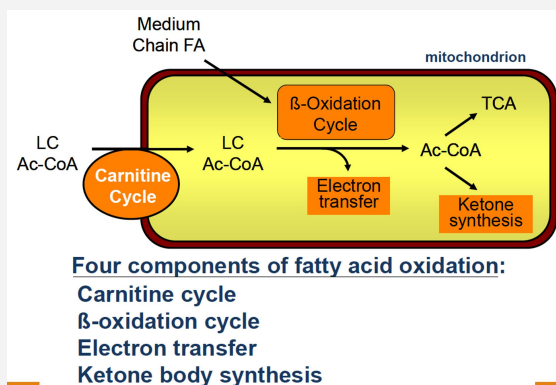 Medium
Chain FA
mitochondrion
ß-Oxidation
Cycle
TCA
LC
Ac-CoA
Carnitine
Cycle
LC
Ac-CoA
Ac-CoA
Electron
transfer
Ketone
synthesis
Four components of fatty acid oxidation:
Carnitine cycle
ß-oxidation cycle
Electron transfer
Ketone body synthesis